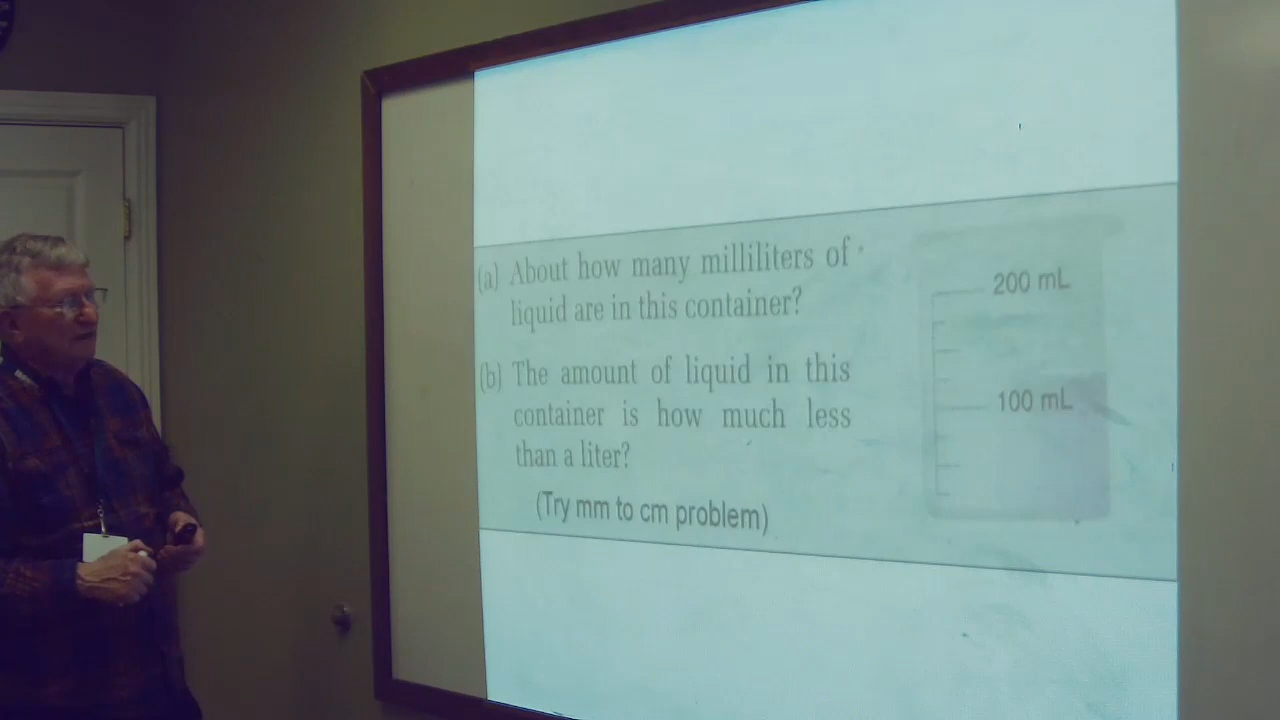 (a) About how many milliliters of
liquid are in this container?
(b) The amount of liquid in this
container is how much less
than a liter?
(Try mm to cm problem)
200 mL
100 mL